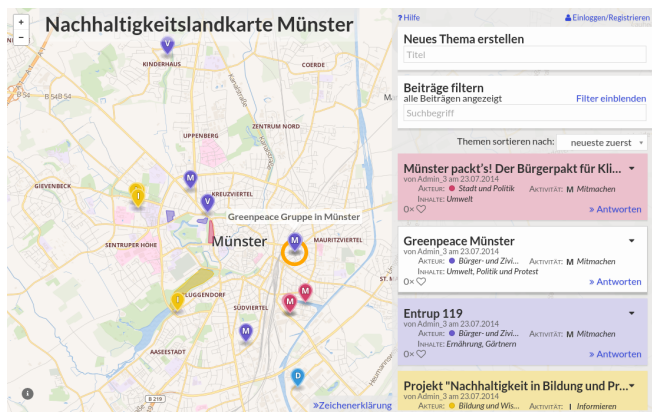 Nachhaltigkeitslandkarte Münster
+
−
V
KINDERHAUS
COERDE
Kanalstraße
B 54
B 54
ZENTRUM NORD
UPPENBERG
GIEVENBECK
M
KREUZVIERTEL
V
I
Greenpeace Gruppe in Münster
SENTRUPER HÖHE
Münster
M
MAURITZVIERTEL
PLUGGENDORF
M
M
SÜDVIERTEL
M
AASEESTADT
D
B 219
i
»Zeichenerklärung
? Hilfe
Einloggen/Registrieren
Neues Thema erstellen
Titel
Beiträge filtern
alle Beiträgen angezeigt
Filter einblenden
Suchbegriff
Themen sortieren nach:
neueste zuerst
Münster packt's! Der Bürgerpakt für Kli...
von Admin_3 am 23.07.2014
Akteur: Stadt und Politik Aktivität: M Mitmachen
Inhalte: Umwelt
0×
» Antworten
Greenpeace Münster
von Admin_3 am 23.07.2014
Akteur: Bürger- und Zivi... Aktivität: M Mitmachen
Inhalte: Umwelt, Politik und Protest
0×
» Antworten
Entrup 119
von Admin_3 am 23.07.2014
Akteur: Bürger- und Zivi... Aktivität: M Mitmachen
Inhalte: Ernährung, Gärtnern
0×
» Antworten
Projekt "Nachhaltigkeit in Bildung und Pr...
von Admin_3 am 23.07.2014
Akteur: Bildung und Wis... Aktivität: I Informieren